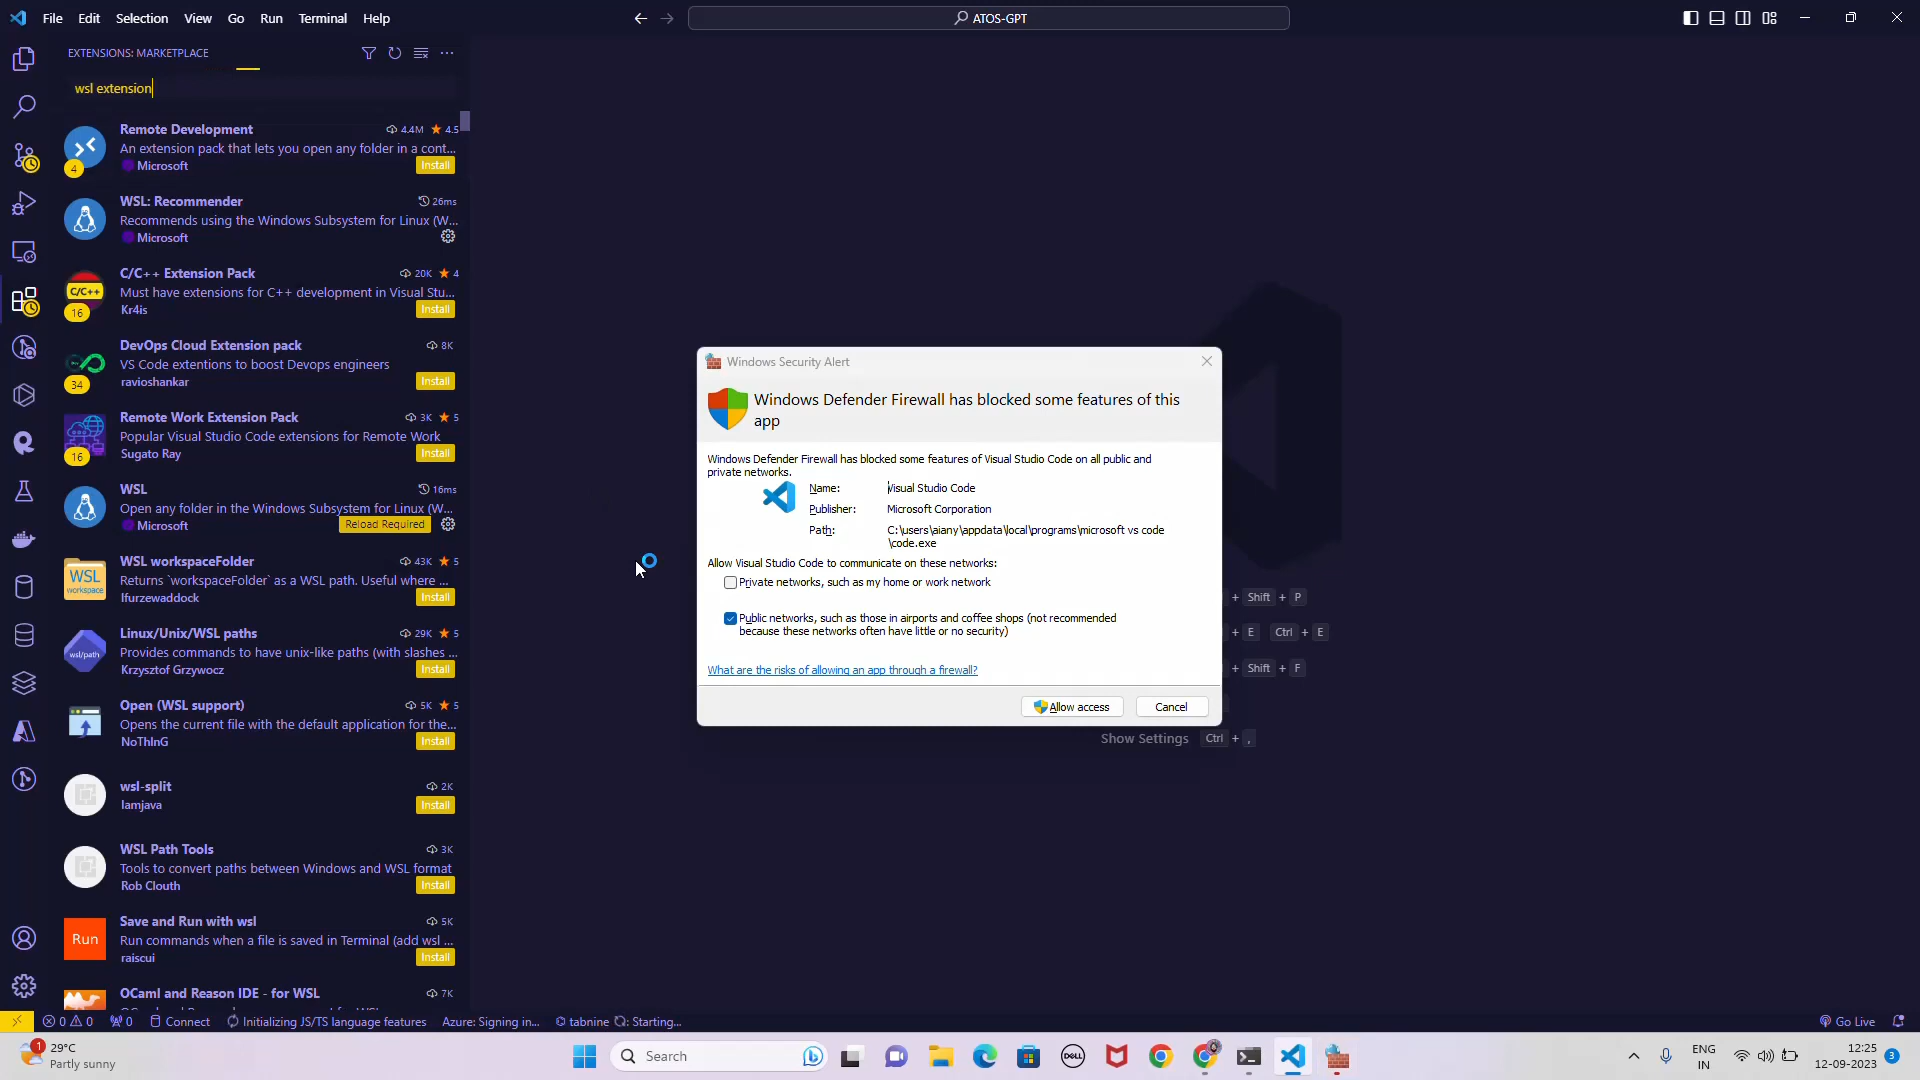 File Edit Selection View Go Run Terminal Help
ATOS-GPT
EXTENSIONS: MARKETPLACE
wsl extension
Remote Development 4.4M 4.5
An extension pack that lets you open any folder in a cont...
4 Microsoft Install
WSL: Recommender 26ms
Recommends using the Windows Subsystem for Linux (W...
Microsoft
C/C++ Extension Pack 20K 4
C/C++ Must have extensions for C++ development in Visual Stu...
16 Kr4is Install
DevOps Cloud Extension pack 8K
VS Code extentions to boost Devops engineers
34 ravioshankar Install
Remote Work Extension Pack 3K 5
Popular Visual Studio Code extensions for Remote Work
16 Sugato Ray Install
WSL 16ms
Open any folder in the Windows Subsystem for Linux (W...
Microsoft Reload Required
WSL workspaceFolder 43K 5
WSL workspace Returns `workspaceFolder` as a WSL path. Useful where ...
lfurzewaddock Install
Linux/Unix/WSL paths 29K 5
wsl/path Provides commands to have unix-like paths (with slashes ...
Krzysztof Grzywocz Install
Open (WSL support) 5K 5
Opens the current file with the default application for the...
NoThInG Install
wsl-split 2K
lamjava Install
WSL Path Tools 3K
Tools to convert paths between Windows and WSL format
Rob Clouth Install
Save and Run with wsl 5K
Run Run commands when a file is saved in Terminal (add wsl ...
raiscui Install
OCaml and Reason IDE - for WSL 7K
Windows Security Alert
Windows Defender Firewall has blocked some features of this
app
Windows Defender Firewall has blocked some features of Visual Studio Code on all public and
private networks.
Name: Visual Studio Code
Publisher: Microsoft Corporation
Path: C:\users\aiany\appdata\local\programs\microsoft vs code
\code.exe
Allow Visual Studio Code to communicate on these networks:
Private networks, such as my home or work network
Public networks, such as those in airports and coffee shops (not recommended
because these networks often have little or no security)
What are the risks of allowing an app through a firewall?
Allow access Cancel
+ Shift + P
+ E Ctrl + E
+ Shift + F
Show Settings Ctrl + ,
0 0 0 Connect Initializing JS/TS language features Azure: Signing in... tabnine : Starting... Go Live
1 29°C
Partly sunny
Search
DELL
ENG
IN
12:25
12-09-2023 3